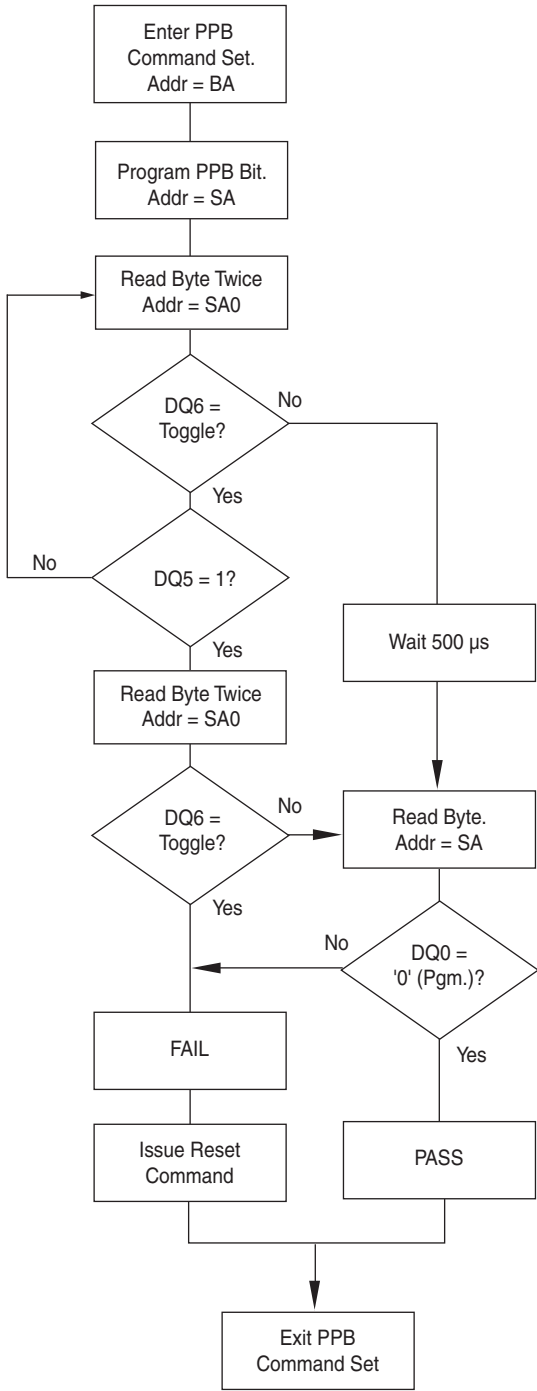 Enter PPB
Command Set.
Addr = BA
Program PPB Bit.
Addr = SA
Read Byte Twice
Addr = SA0
DQ6 =
Toggle?
No
Yes
No
DQ5 = 1?
Yes
Wait 500 µs
Read Byte Twice
Addr = SA0
DQ6 =
Toggle?
No
Yes
Read Byte.
Addr = SA
No
DQ0 =
'0' (Pgm.)?
Yes
FAIL
Issue Reset
Command
PASS
Exit PPB
Command Set